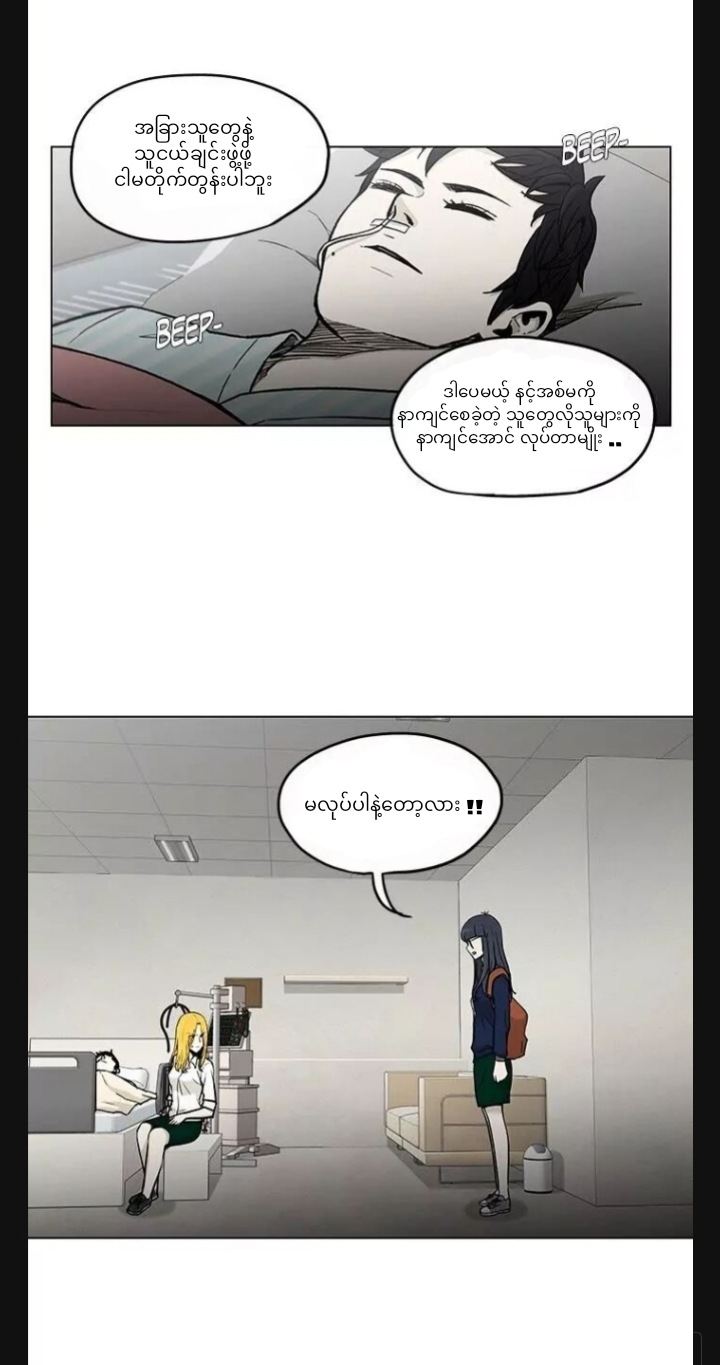 အခြားသူတွေနဲ့
သူငယ်ချင်းဖွဲ့ဖို့
ငါမတိုက်တွန်းပါဘူး
BEEP-
BEEP-
ဒါပေမယ့် နင့်အစ်မကို
နာကျင်စေခဲ့တဲ့ သူတွေလိုသူများကို
နာကျင်အောင် လုပ်တာမျိုး ..
မလုပ်ပါနဲ့တော့လား !!